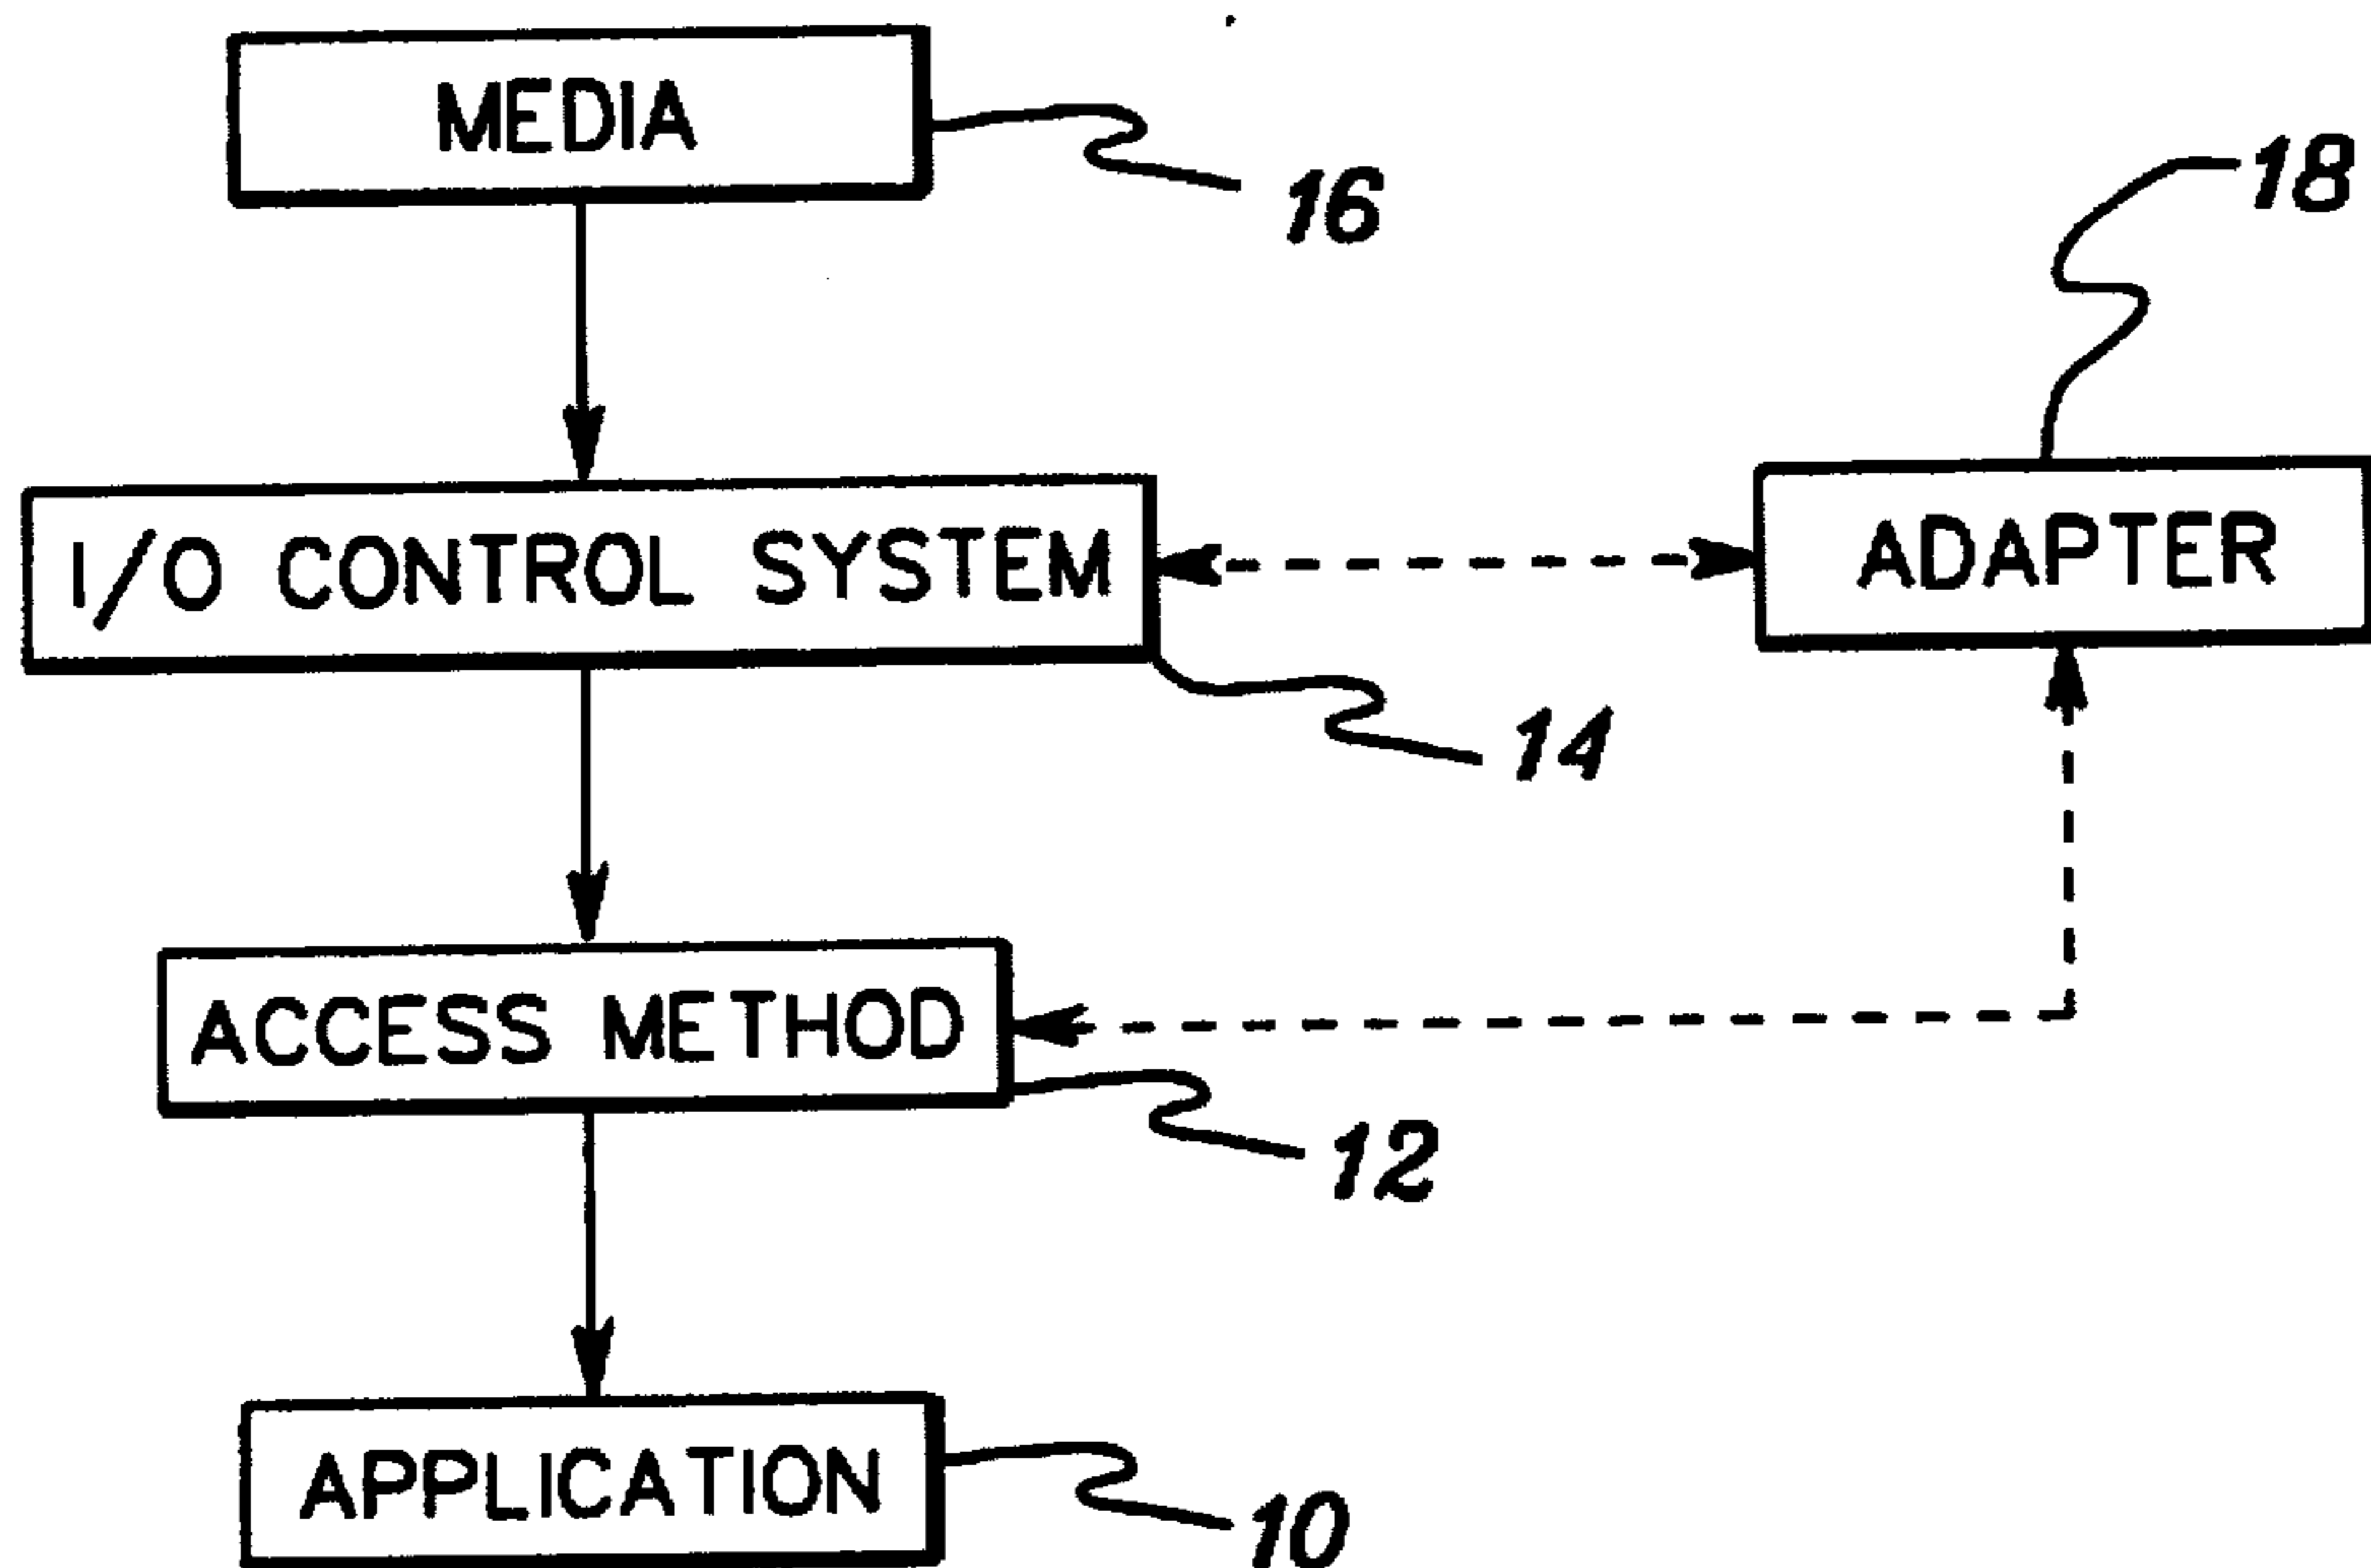 MEDIA
16
18
I/O CONTROL SYSTEM
ADAPTER
14
ACCESS METHOD
12
APPLICATION
10